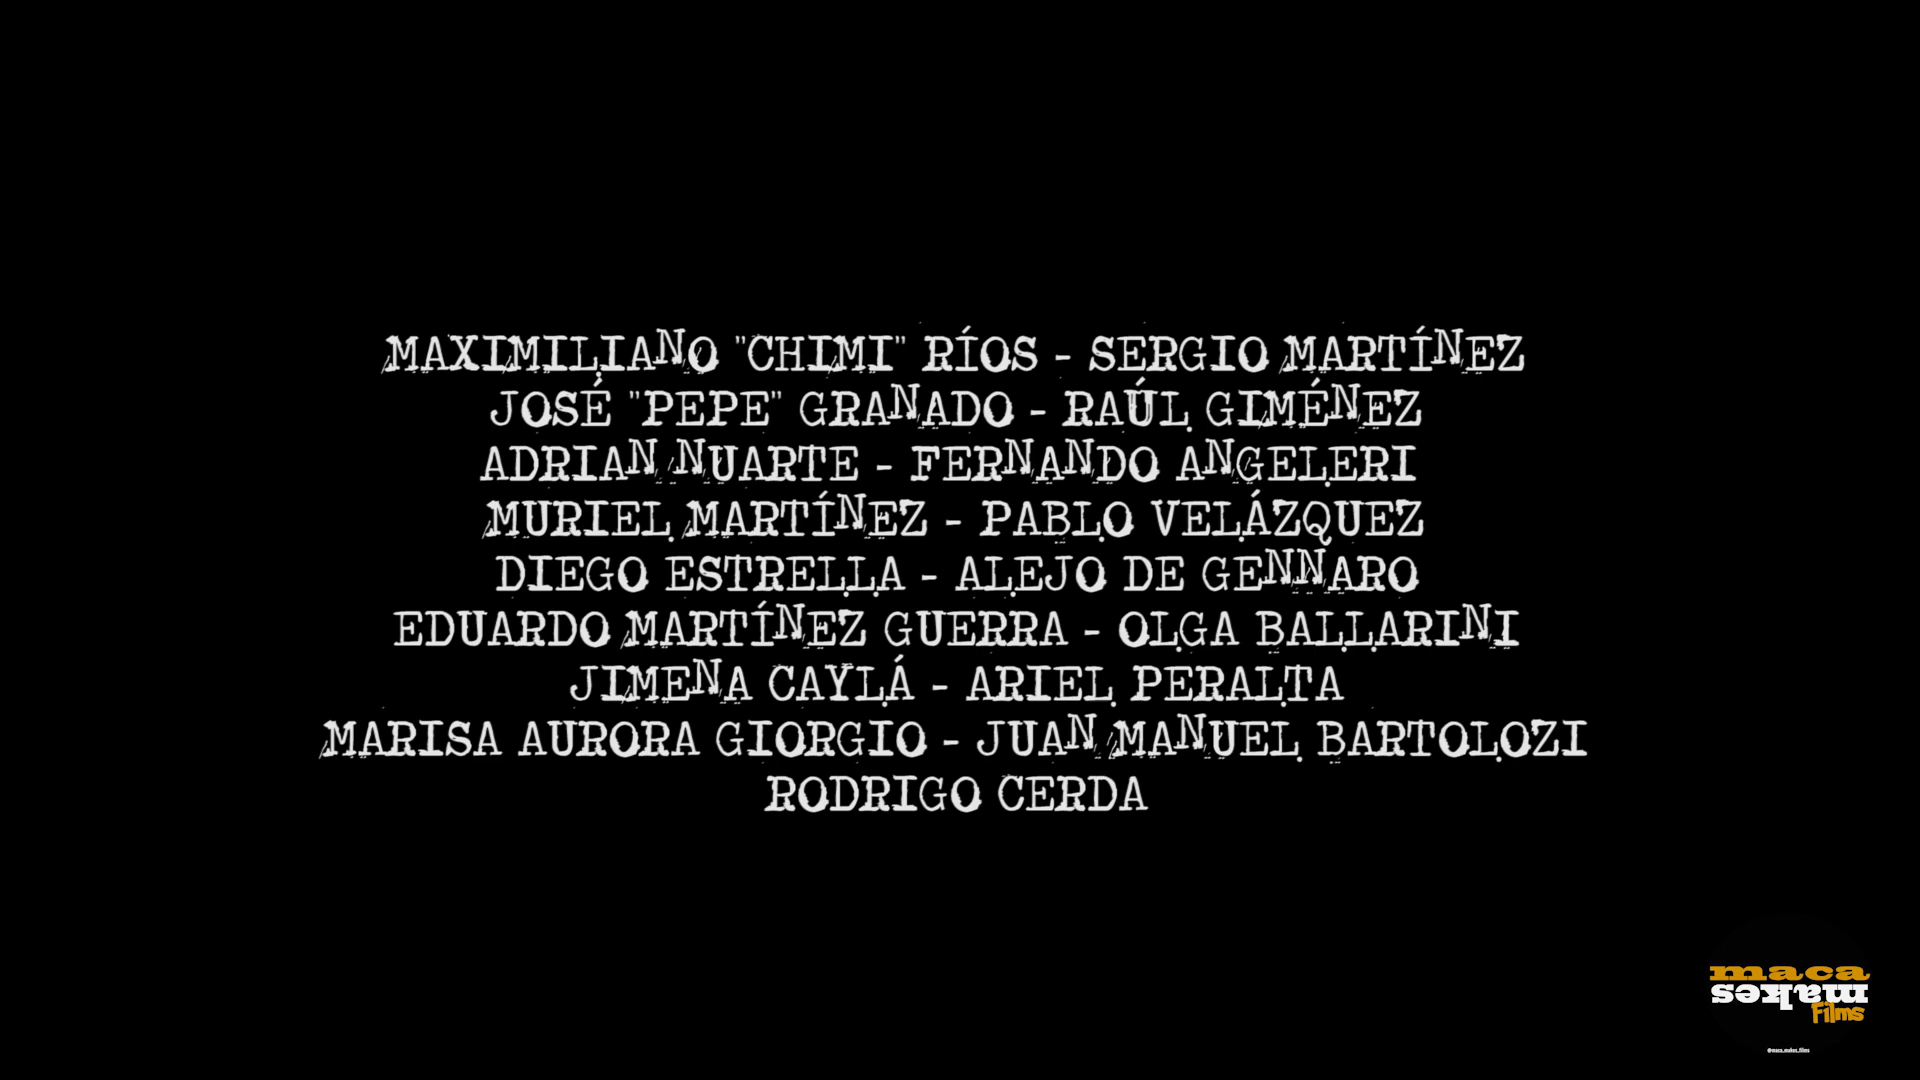 MAXIMILIANO "CHIMI" RÍOS - SERGIO MARTÍNEZ
JOSÉ "PEPE" GRANADO - RAÚL GIMÉNEZ
ADRIAN NUARTE - FERNANDO ANGELERI
MURIEL MARTÍNEZ - PABLO VELÁZQUEZ
DIEGO ESTRELLA - ALEJO DE GENNARO
EDUARDO MARTÍNEZ GUERRA - OLGA BALLARINI
JIMENA CAYLÁ - ARIEL PERALTA
MARISA AURORA GIORGIO - JUAN MANUEL BARTOLOZI
RODRIGO CERDA
maca
makes
Films
@maca_makes_films